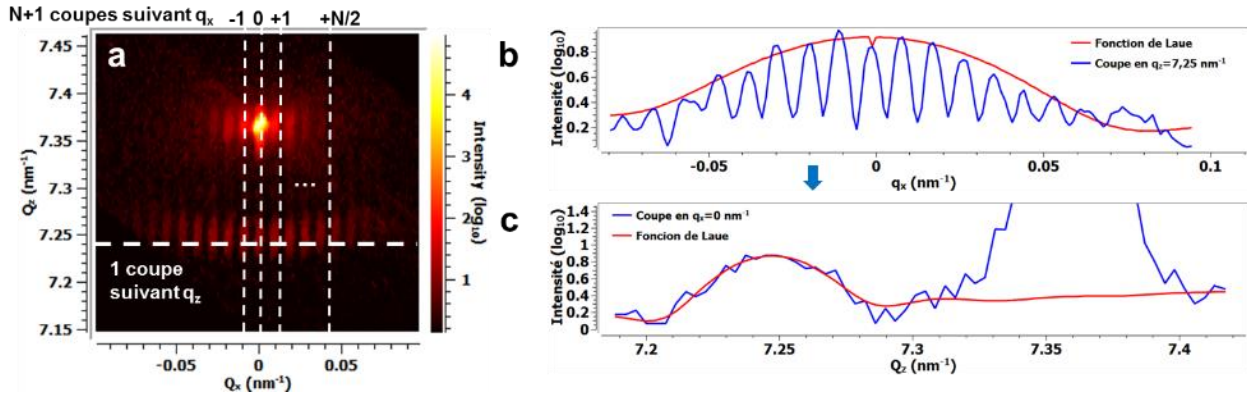 N+1 coupes suivant qx -1 0 +1 +N/2
a
7.45
7.4
7.35
7.3
7.25
7.2
7.15
Qz (nm⁻¹)
...
1 coupe
suivant qz
-0.05 0 0.05
Qx (nm⁻¹)
4
3
2
1
Intensity (log10)
b
Intensité (log10)
0.8
0.6
0.4
0.2
Fonction de Laue
Coupe en qz=7,25 nm⁻¹
-0.05 0 0.05 0.1
qx (nm⁻¹)
c
Intensité (log10)
1.4
1.2
1
0.8
0.6
0.4
0.2
0
Coupe en qx=0 nm⁻¹
Foncion de Laue
7.2 7.25 7.3 7.35 7.4
Qz (nm⁻¹)